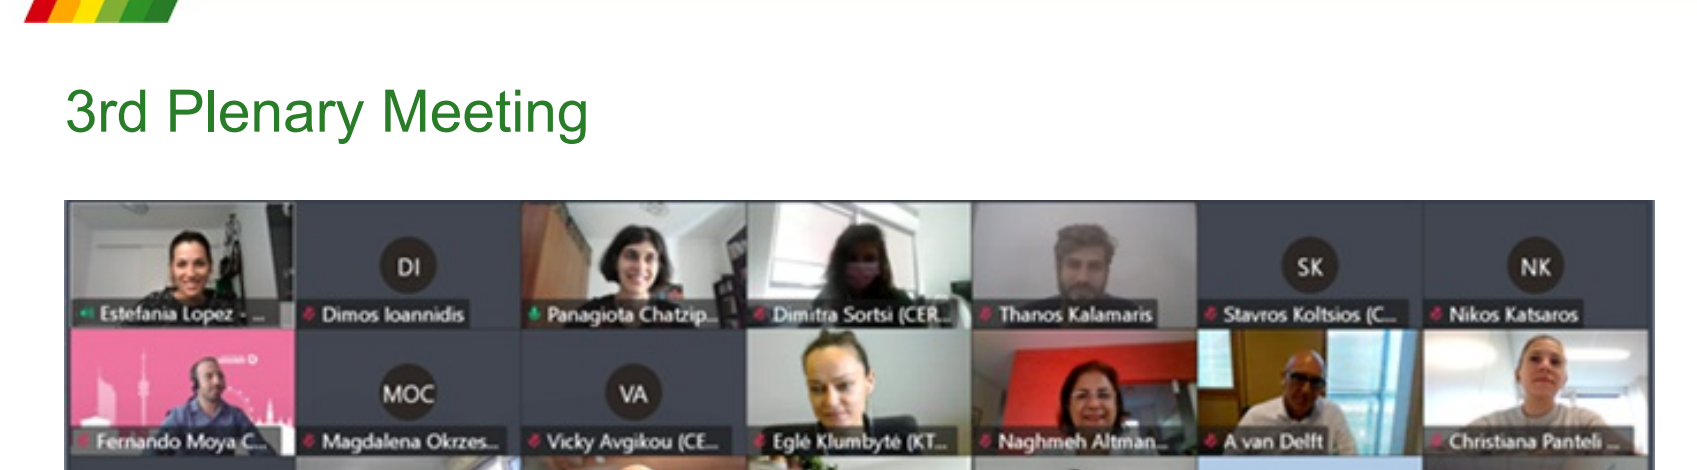 3rd Plenary Meeting
DI
SK
NK
Estefania Lopez - ...
Dimos Ioannidis
Panagiota Chatzip...
Dimitra Sortsi (CER...
Thanos Kalamaris
Stavros Koltsios (C...
Nikos Katsaros
MOC
VA
Fernando Moya C...
Magdalena Okrzes...
Vicky Avgikou (CE...
Eglė Klumbytė (KT...
Naghmeh Altman...
A van Delft
Christiana Panteli ...